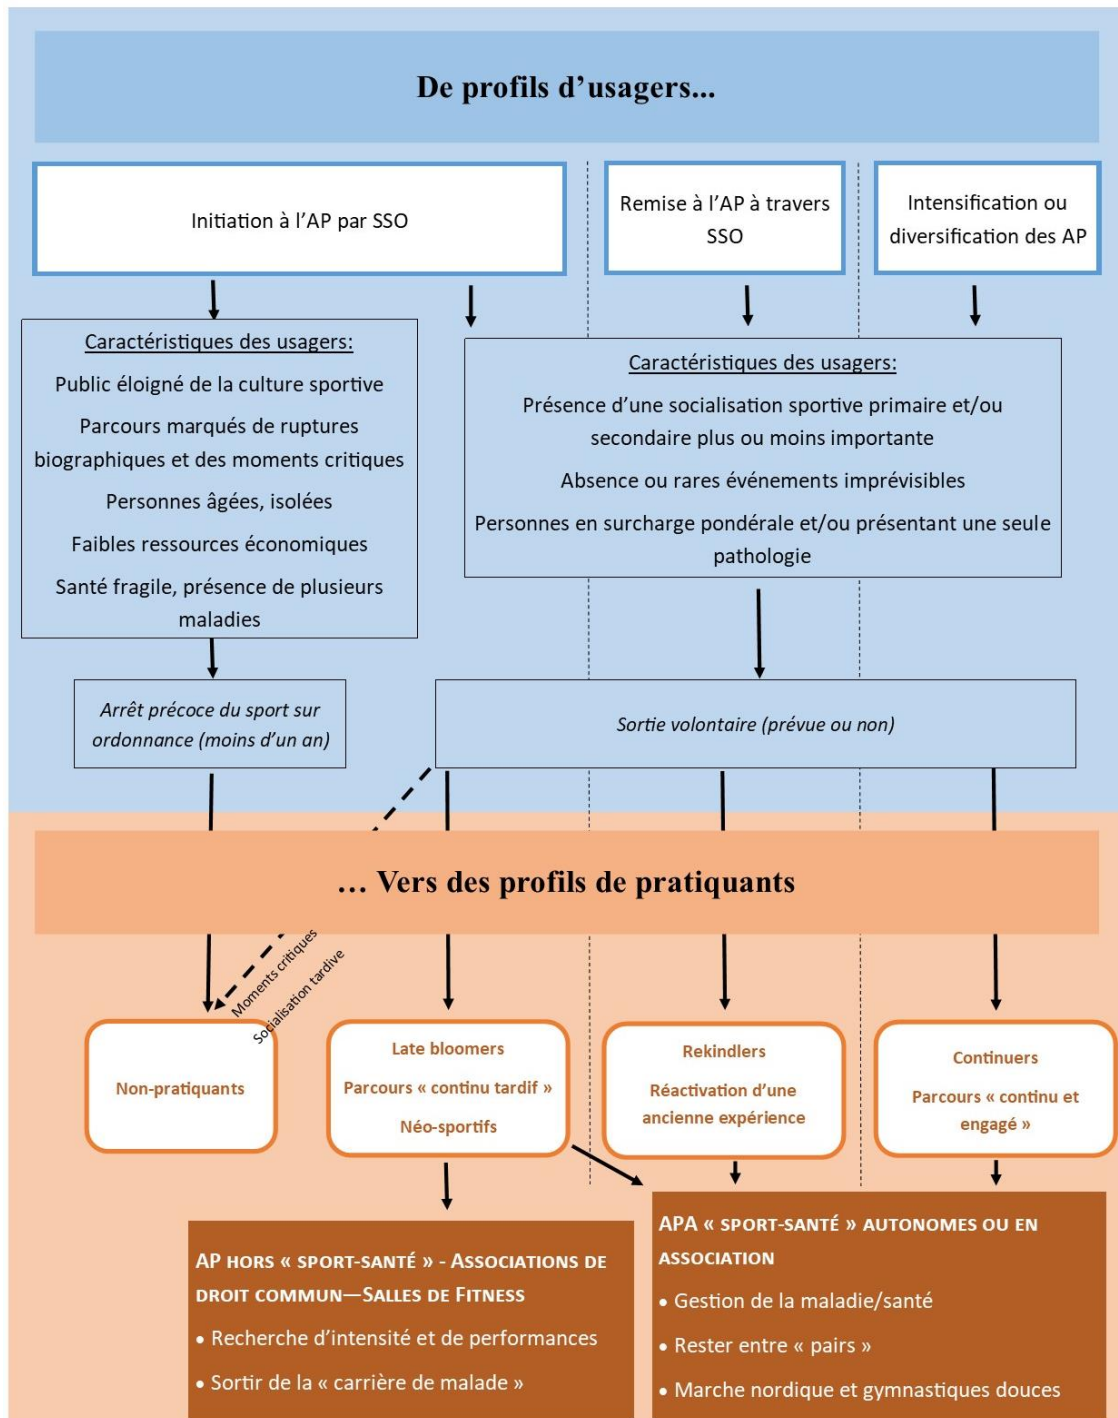 De profils d’usagers...
Initiation à l’AP par SSO
Remise à l’AP à travers
SSO
Intensification ou
diversification des AP
Caractéristiques des usagers:
Public éloigné de la culture sportive
Parcours marqués de ruptures
biographiques et des moments critiques
Personnes âgées, isolées
Faibles ressources économiques
Santé fragile, présence de plusieurs
maladies
Caractéristiques des usagers:
Présence d’une socialisation sportive primaire et/ou
secondaire plus ou moins importante
Absence ou rares événements imprévisibles
Personnes en surcharge pondérale et/ou présentant une seule
pathologie
Arrêt précoce du sport sur
ordonnance (moins d’un an)
Sortie volontaire (prévue ou non)
… Vers des profils de pratiquants
Moments critiques
Socialisation tardive
Non-pratiquants
Late bloomers
Parcours « continu tardif »
Néo-sportifs
Rekindlers
Réactivation d’une
ancienne expérience
Continuers
Parcours « continu et
engagé »
AP HORS « SPORT-SANTÉ » - ASSOCIATIONS DE
DROIT COMMUN—SALLES DE FITNESS
• Recherche d’intensité et de performances
• Sortir de la « carrière de malade »
APA « SPORT-SANTÉ » AUTONOMES OU EN
ASSOCIATION
• Gestion de la maladie/santé
• Rester entre « pairs »
• Marche nordique et gymnastiques douces